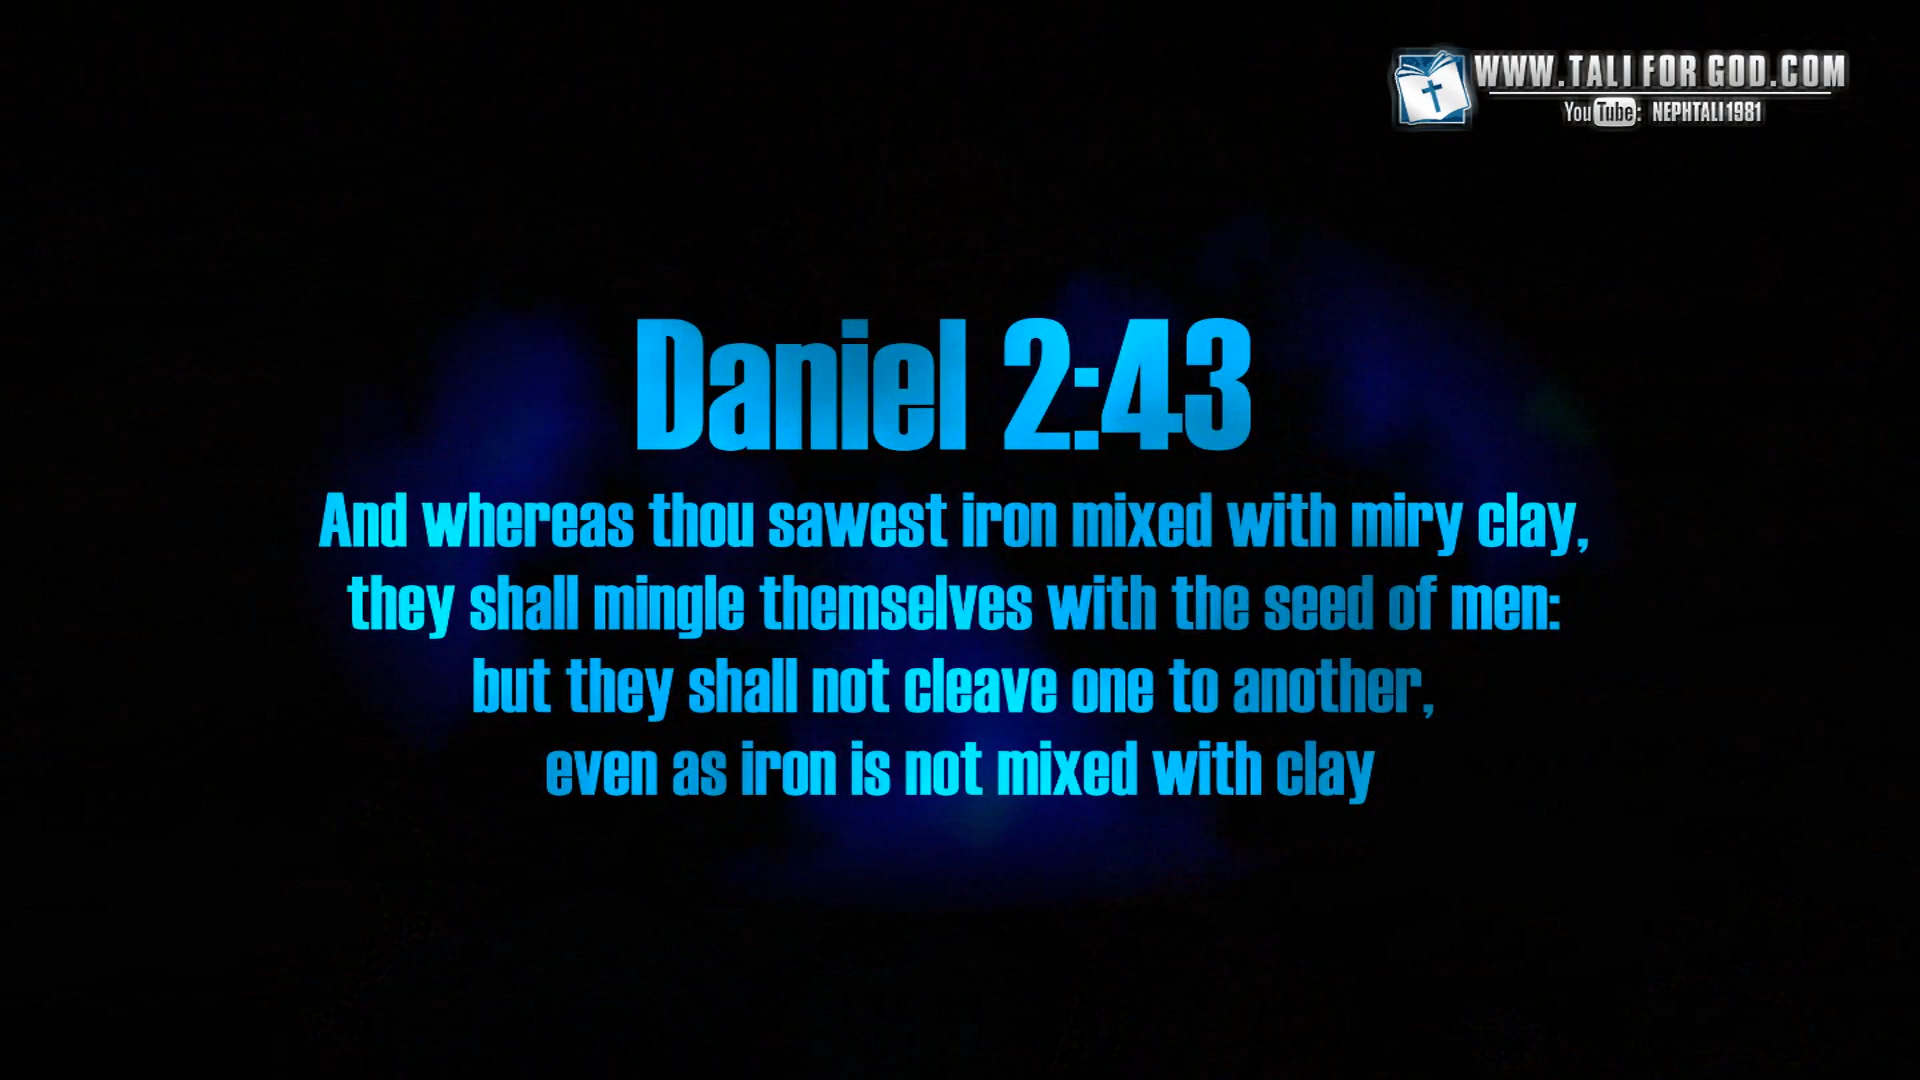 WWW.TALI FOR GOD.COM
YouTube: NEPHTALI1981
Daniel 2:43
And whereas thou sawest iron mixed with miry clay,
they shall mingle themselves with the seed of men:
but they shall not cleave one to another,
even as iron is not mixed with clay